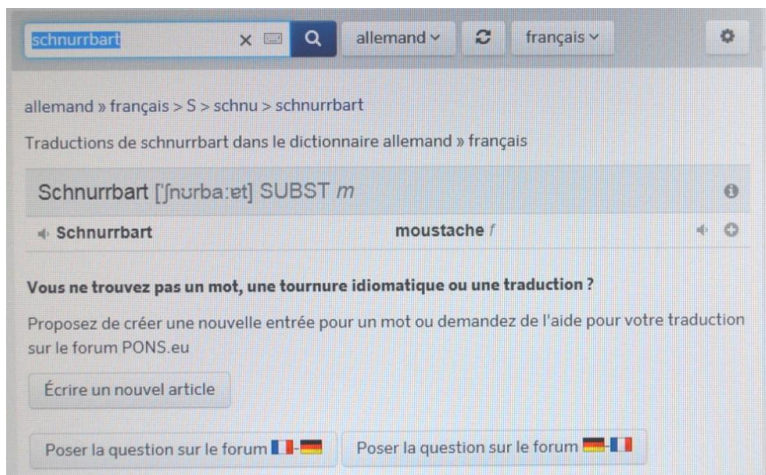 schnurrbart
allemand
français
allemand » français > S > schnu > schnurrbart
Traductions de schnurrbart dans le dictionnaire allemand » français
Schnurrbart [ˈʃnʊrbaːɐt] SUBST m
Schnurrbart moustache f
Vous ne trouvez pas un mot, une tournure idiomatique ou une traduction ?
Proposez de créer une nouvelle entrée pour un mot ou demandez de l'aide pour votre traduction
sur le forum PONS.eu
Écrire un nouvel article
Poser la question sur le forum - Poser la question sur le forum -